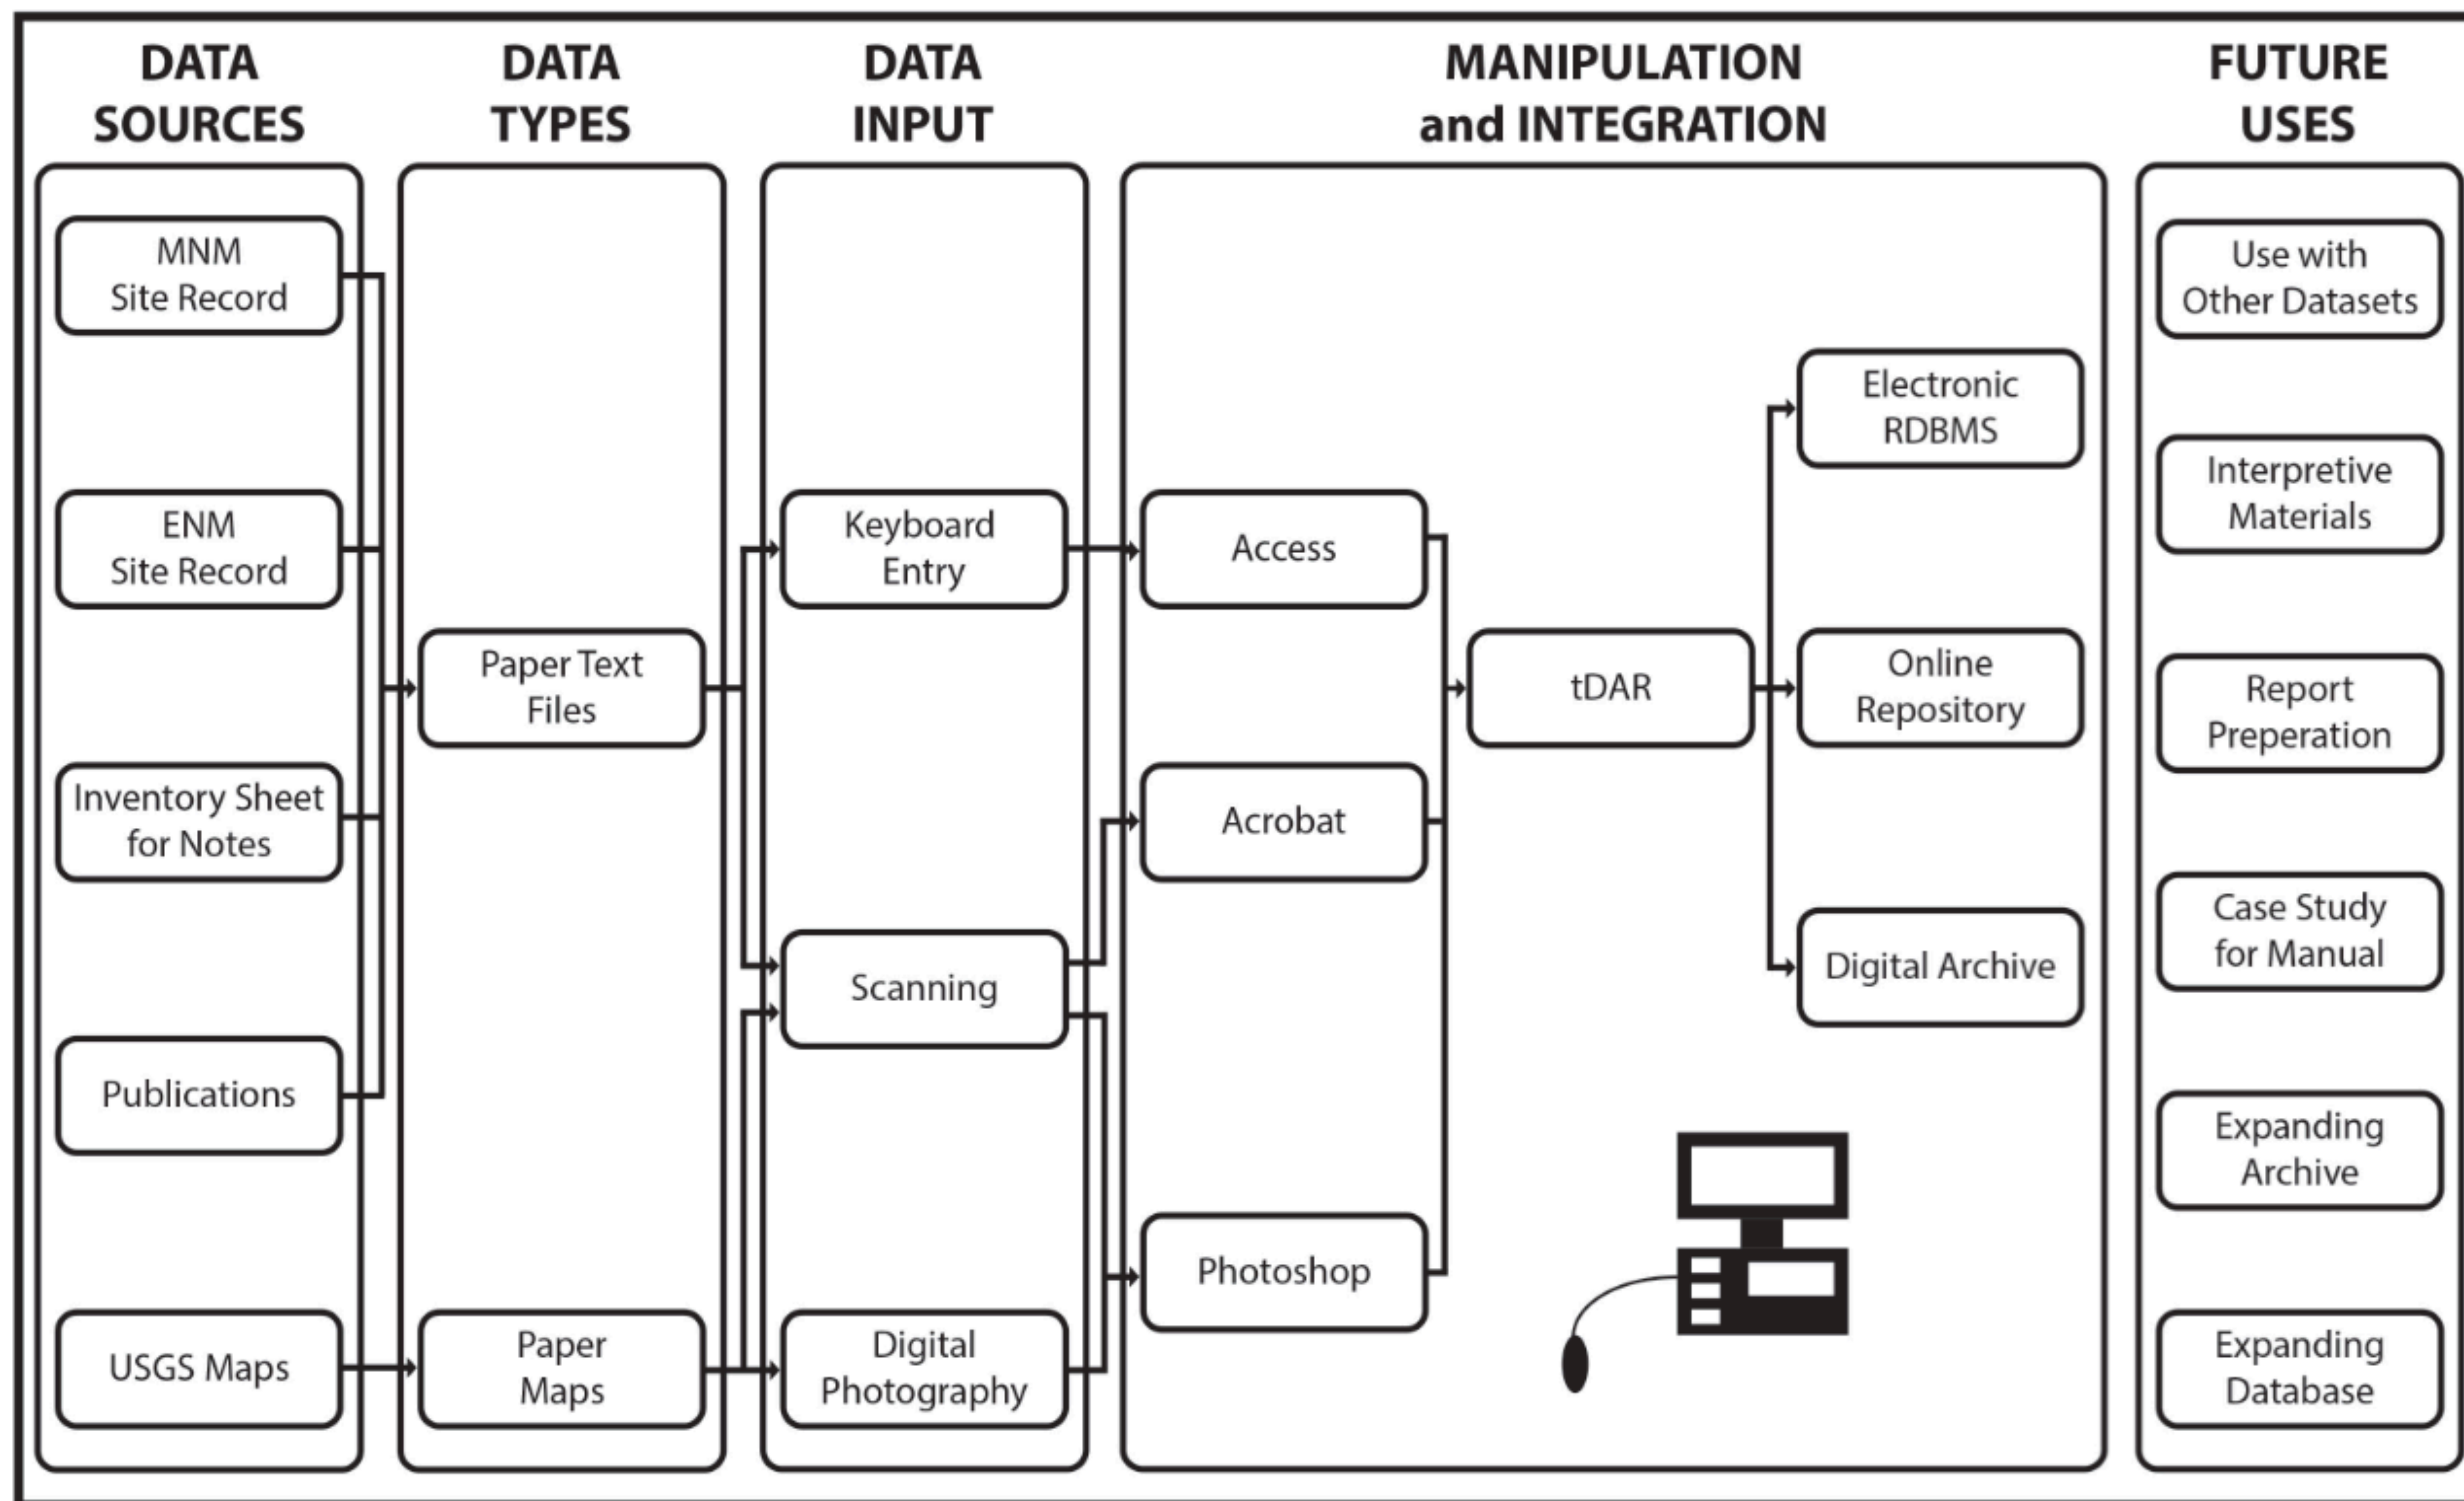 DATA
SOURCES
DATA
TYPES
DATA
INPUT
MANIPULATION
and INTEGRATION
FUTURE
USES
MNM
Site Record
ENM
Site Record
Inventory Sheet
for Notes
Publications
USGS Maps
Paper Text
Files
Paper
Maps
Keyboard
Entry
Scanning
Digital
Photography
Access
Acrobat
Photoshop
tDAR
Electronic
RDBMS
Online
Repository
Digital Archive
Use with
Other Datasets
Interpretive
Materials
Report
Preperation
Case Study
for Manual
Expanding
Archive
Expanding
Database